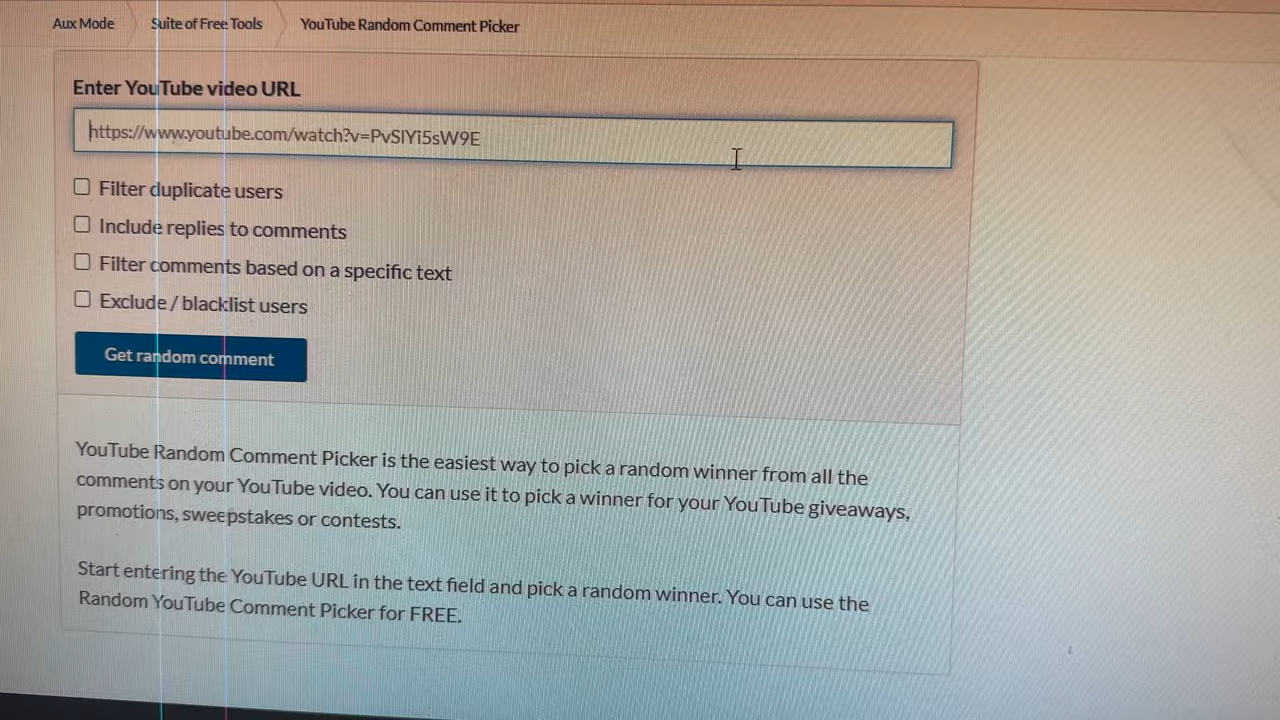 Aux Mode Suite of Free Tools YouTube Random Comment Picker
Enter YouTube video URL
https://www.youtube.com/watch?v=PvSlYi5sW9E
Filter duplicate users
Include replies to comments
Filter comments based on a specific text
Exclude / blacklist users
Get random comment
YouTube Random Comment Picker is the easiest way to pick a random winner from all the
comments on your YouTube video. You can use it to pick a winner for your YouTube giveaways,
promotions, sweepstakes or contests.
Start entering the YouTube URL in the text field and pick a random winner. You can use the
Random YouTube Comment Picker for FREE.